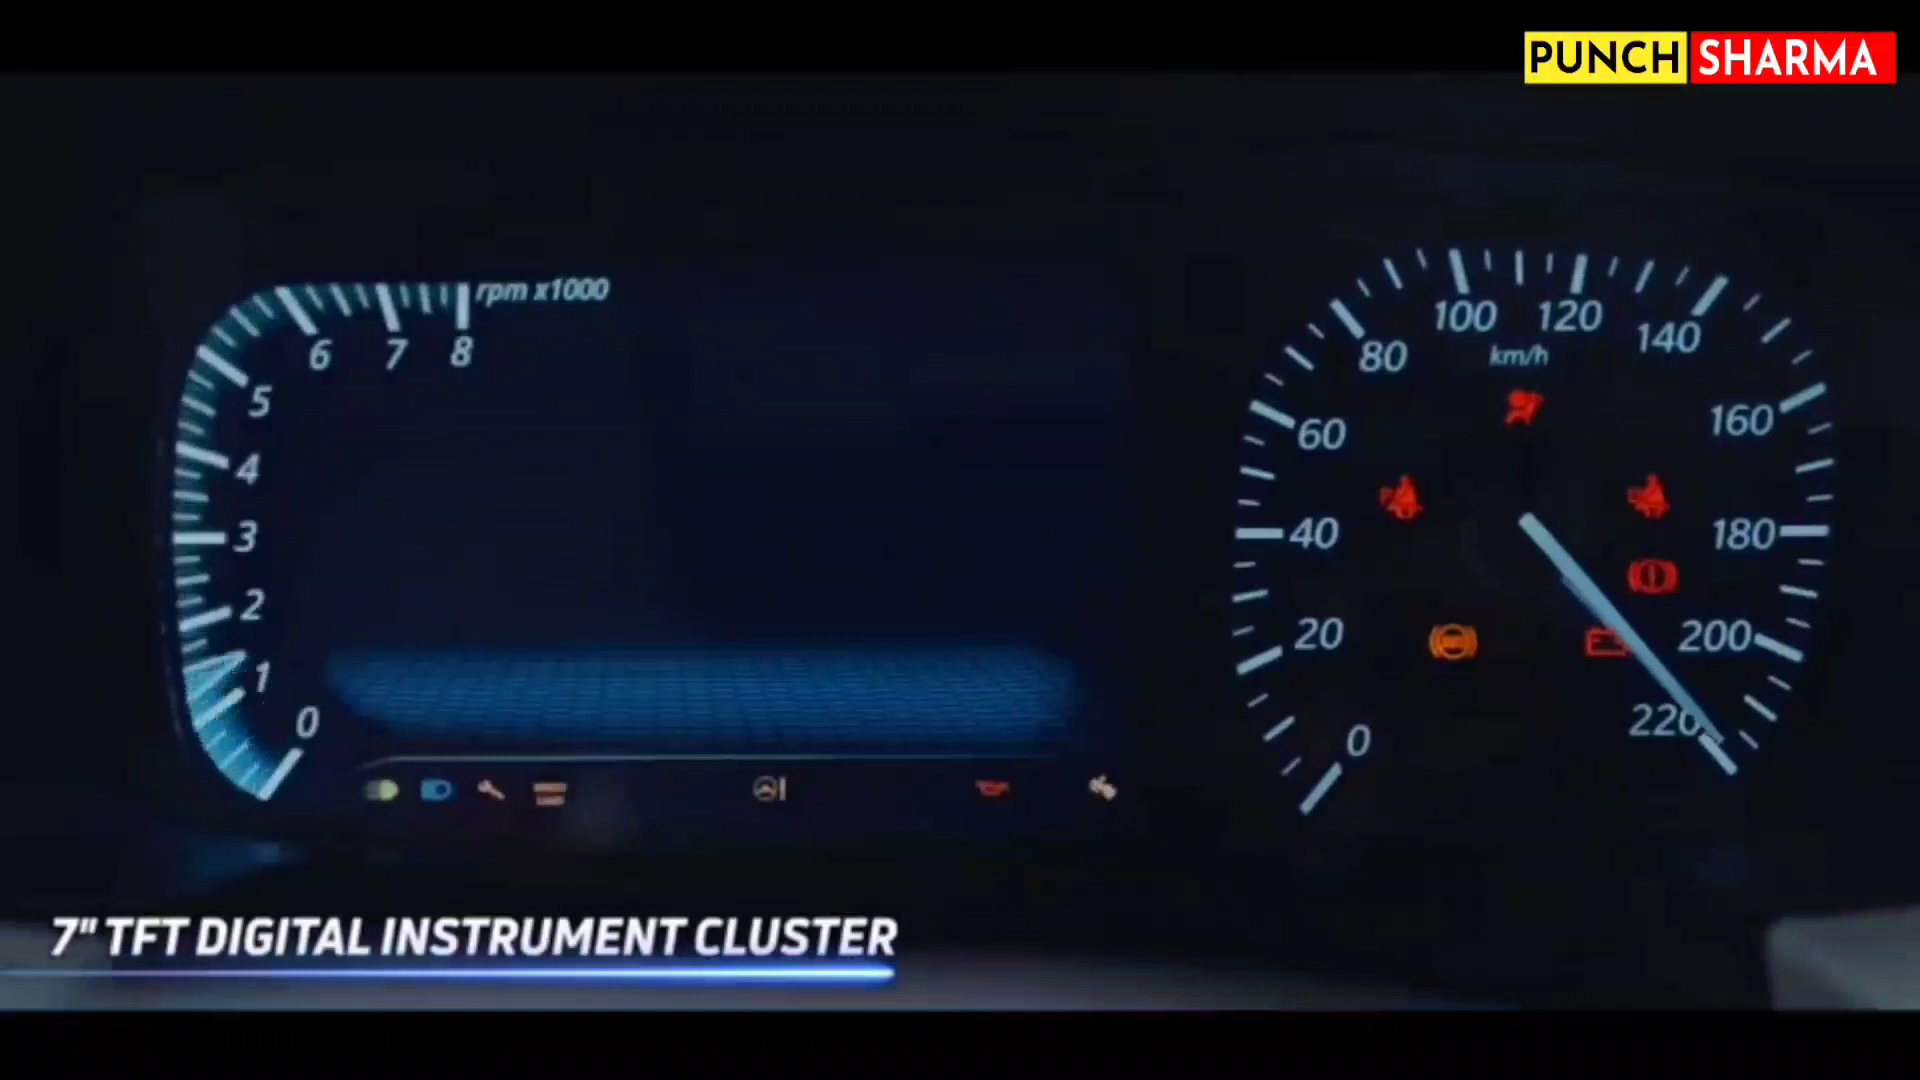 PUNCH SHARMA
rpm x1000
6 7 8
5
4
3
2
1
0
100 120
80 140
km/h
60 160
40 180
20 200
220
0
7" TFT DIGITAL INSTRUMENT CLUSTER